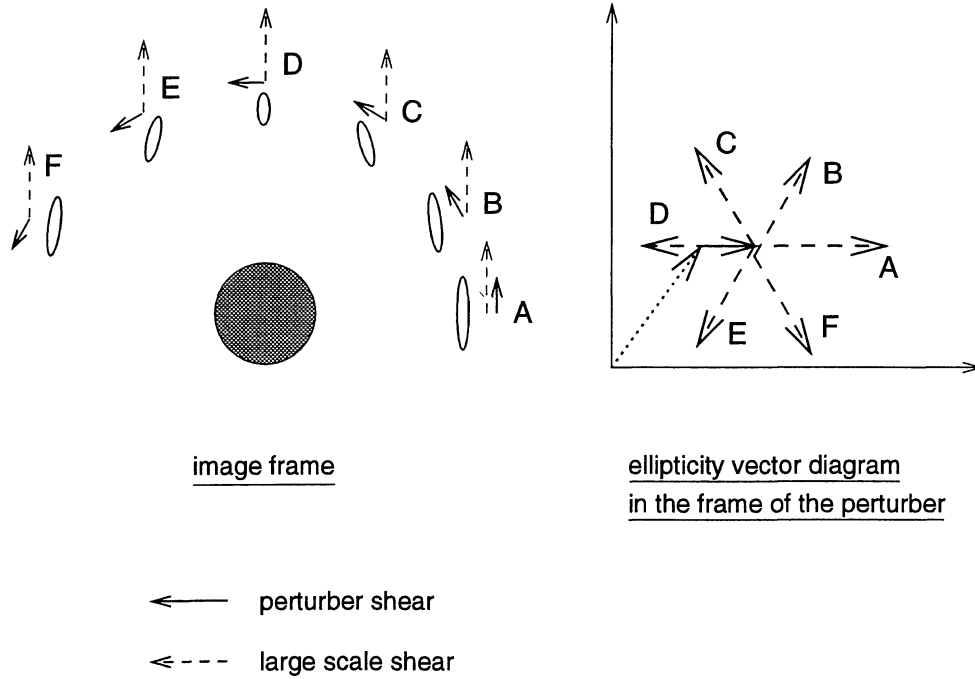 D
E
C
F
B
A
C
B
D
A
E
F
image frame
ellipticity vector diagram
in the frame of the perturber
perturber shear
large scale shear